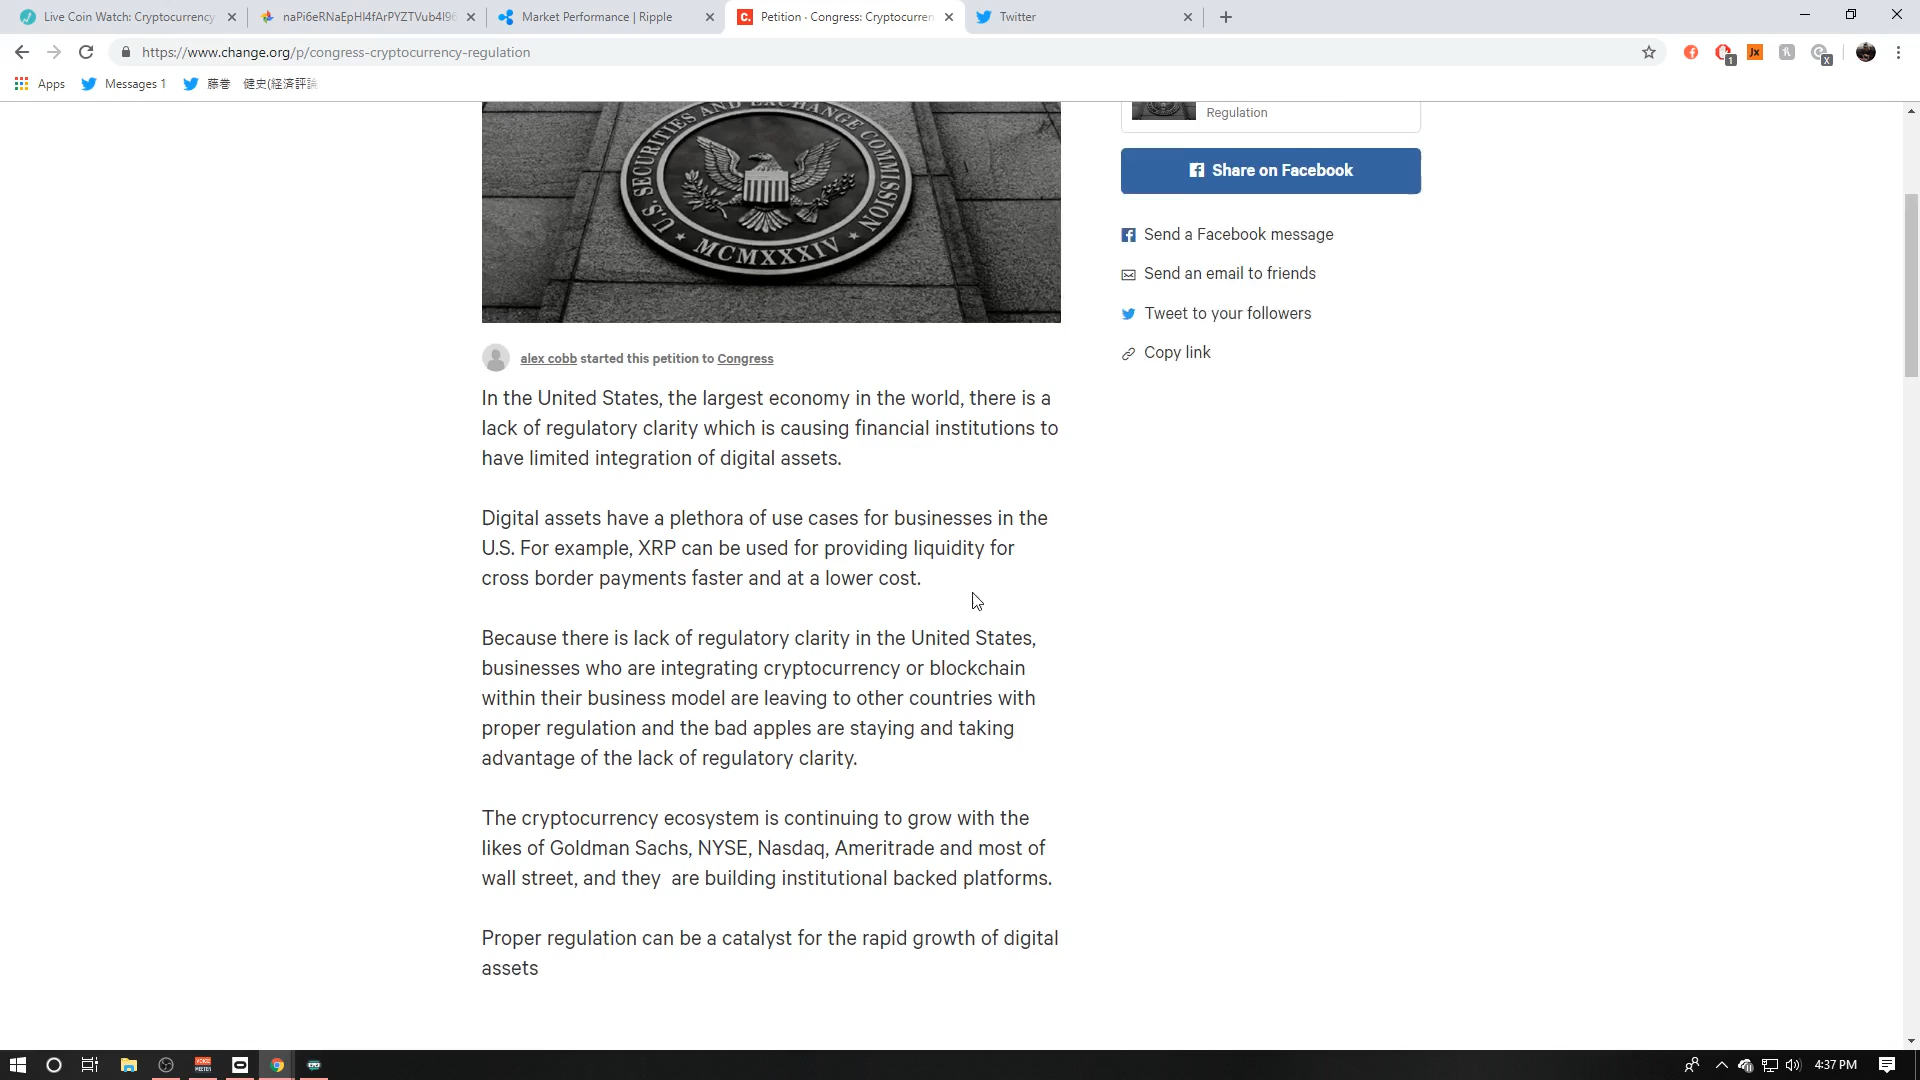 Live Coin Watch: Cryptocurrency
Market Performance | Ripple
Petition · Congress: Cryptocurren
Twitter
https://www.change.org/p/congress-cryptocurrency-regulation
1
Jx
X
Apps
Messages 1
藤巻 健史(経済評論
U.S. SECURITIES AND EXCHANGE COMMISSION
MCMXXXIV
Regulation
Share on Facebook
Send a Facebook message
Send an email to friends
Tweet to your followers
Copy link
alex cobb started this petition to Congress
In the United States, the largest economy in the world, there is a
lack of regulatory clarity which is causing financial institutions to
have limited integration of digital assets.
Digital assets have a plethora of use cases for businesses in the
U.S. For example, XRP can be used for providing liquidity for
cross border payments faster and at a lower cost.
Because there is lack of regulatory clarity in the United States,
businesses who are integrating cryptocurrency or blockchain
within their business model are leaving to other countries with
proper regulation and the bad apples are staying and taking
advantage of the lack of regulatory clarity.
The cryptocurrency ecosystem is continuing to grow with the
likes of Goldman Sachs, NYSE, Nasdaq, Ameritrade and most of
wall street, and they  are building institutional backed platforms.
Proper regulation can be a catalyst for the rapid growth of digital
assets
4:37 PM